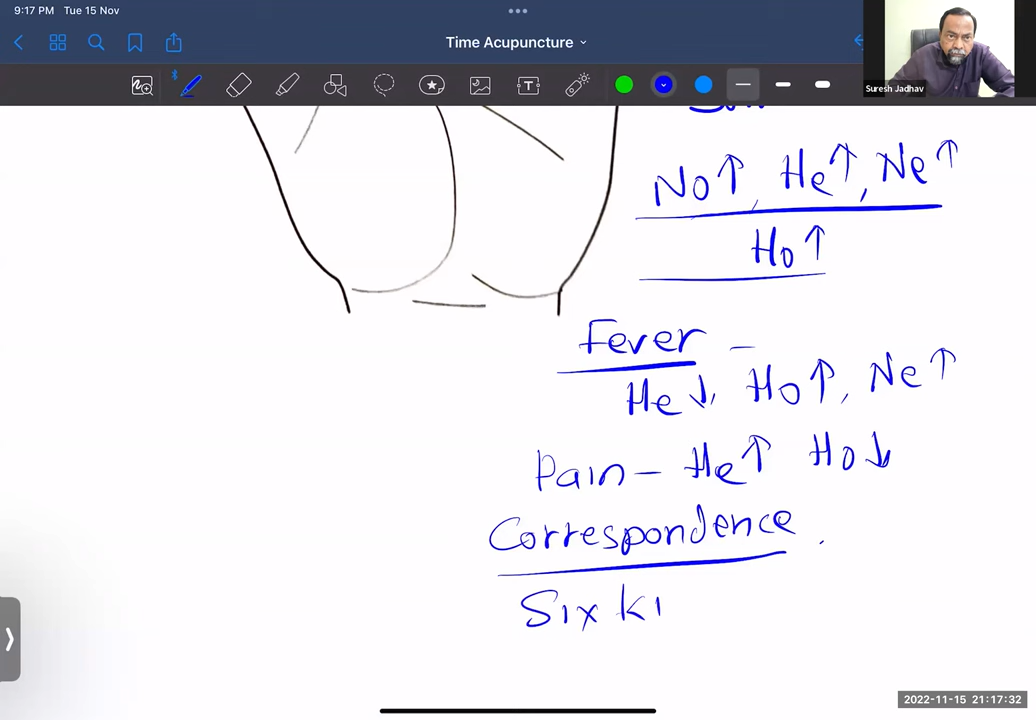 9:17 PM Tue 15 Nov
Time Acupuncture
Suresh Jadhav
No↑, He↑, Ne↑
Ho↑
Fever –
He↓, Ho↑, Ne↑
Pain – He↑ Ho↓
Correspondence
Six Ki
2022-11-15 21:17:32